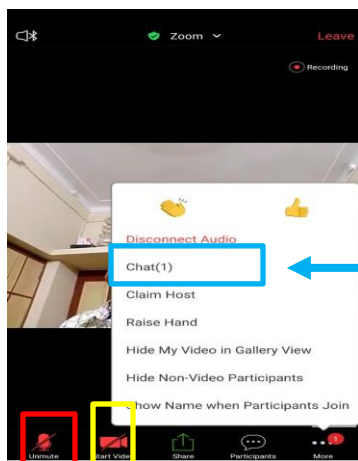 Zoom
Leave
Recording
Disconnect Audio
Chat(1)
Claim Host
Raise Hand
Hide My Video in Gallery View
Hide Non-Video Participants
Show Name when Participants Join
Unmute
Start Video
Share
Participants
More
1